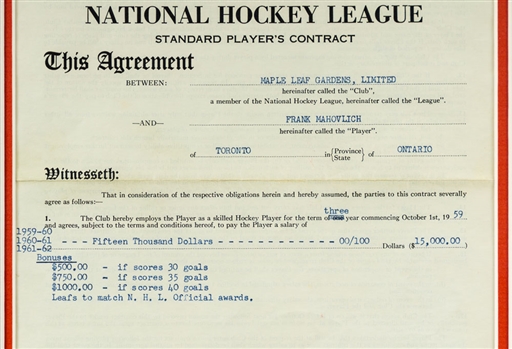 NATIONAL HOCKEY LEAGUE
STANDARD PLAYER'S CONTRACT
This Agreement
BETWEEN: MAPLE LEAF GARDENS, LIMITED
hereinafter called the "Club",
a member of the National Hockey League, hereinafter called the "League".
—AND— FRANK MAHOVLICH
hereinafter called the "Player".
of TORONTO in {Province State} of ONTARIO
Witnesseth:
That in consideration of the respective obligations herein and hereby assumed, the parties to this contract severally
agree as follows:—
three
1. The Club hereby employs the Player as a skilled Hockey Player for the term of year commencing October 1st, 1959
and agrees, subject to the terms and conditions hereof, to pay the Player a salary of
1959-60
1960-61 - - - Fifteen Thousand Dollars - - - - - - - - - - - - 00/100 Dollars ($15,000.00)
1961-62
Bonuses
$500.00 - if scores 30 goals
$750.00 - if scores 35 goals
$1000.00 - if scores 40 goals
Leafs to match N. H. L. Official awards.